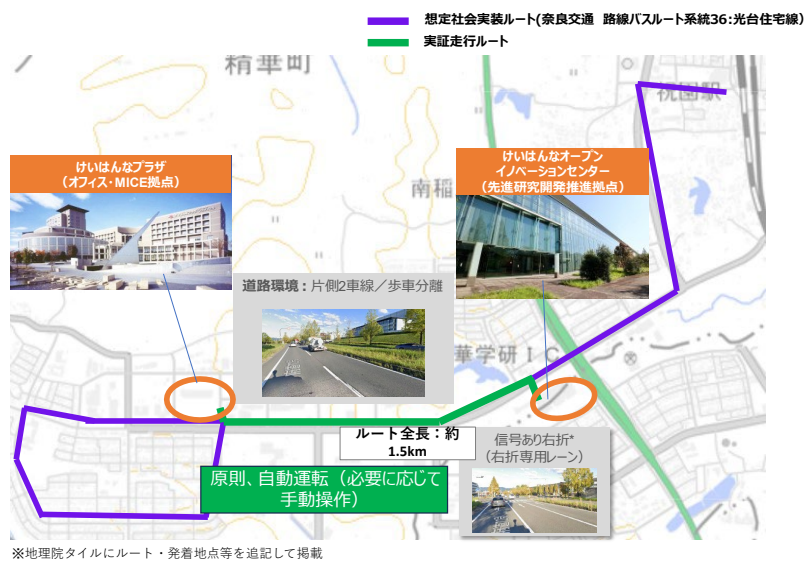 想定社会実装ルート(奈良交通 路線バスルート系統36:光台住宅線)
実証走行ルート
精華町
祝園駅
けいはんなプラザ
（オフィス・MICE拠点）
けいはんなオープン
イノベーションセンター
（先進研究開発推進拠点）
南稲
道路環境：片側2車線／歩車分離
華学研IC
ルート全長：約
1.5km
信号あり右折*
（右折専用レーン）
原則、自動運転（必要に応じて
手動操作）
※地理院タイルにルート・発着地点等を追記して掲載